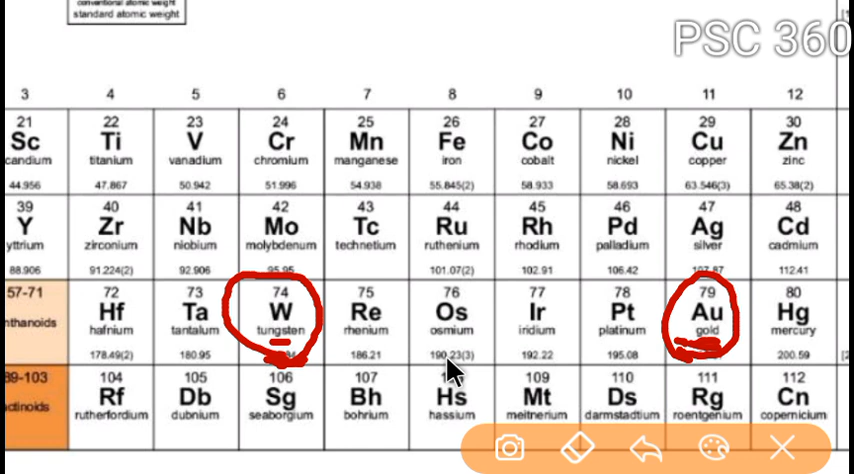 conventional atomic weight
standard atomic weight
PSC 360
3 4 5 6 7 8 9 10 11 12
21 22 23 24 25 26 27 28 29 30
Sc Ti V Cr Mn Fe Co Ni Cu Zn
candium titanium vanadium chromium manganese iron cobalt nickel copper zinc
44.956 47.867 50.942 51.996 54.938 55.845(2) 58.933 58.693 63.546(3) 65.38(2)
39 40 41 42 43 44 45 46 47 48
Y Zr Nb Mo Tc Ru Rh Pd Ag Cd
yttrium zirconium niobium molybdenum technetium ruthenium rhodium palladium silver cadmium
88.906 91.224(2) 92.906 95.95 101.07(2) 102.91 106.42 107.87 112.41
57-71 72 73 74 75 76 77 78 79 80
Hf Ta W Re Os Ir Pt Au Hg
nthanoids hafnium tantalum tungsten rhenium osmium iridium platinum gold mercury
178.49(2) 180.95 186.21 190.23(3) 192.22 195.08 200.59
89-103 104 105 106 107 109 110 111 112
Rf Db Sg Bh Hs Mt Ds Rg Cn
actinoids rutherfordium dubnium seaborgium bohrium hassium meitnerium darmstadtium roentgenium copernicium